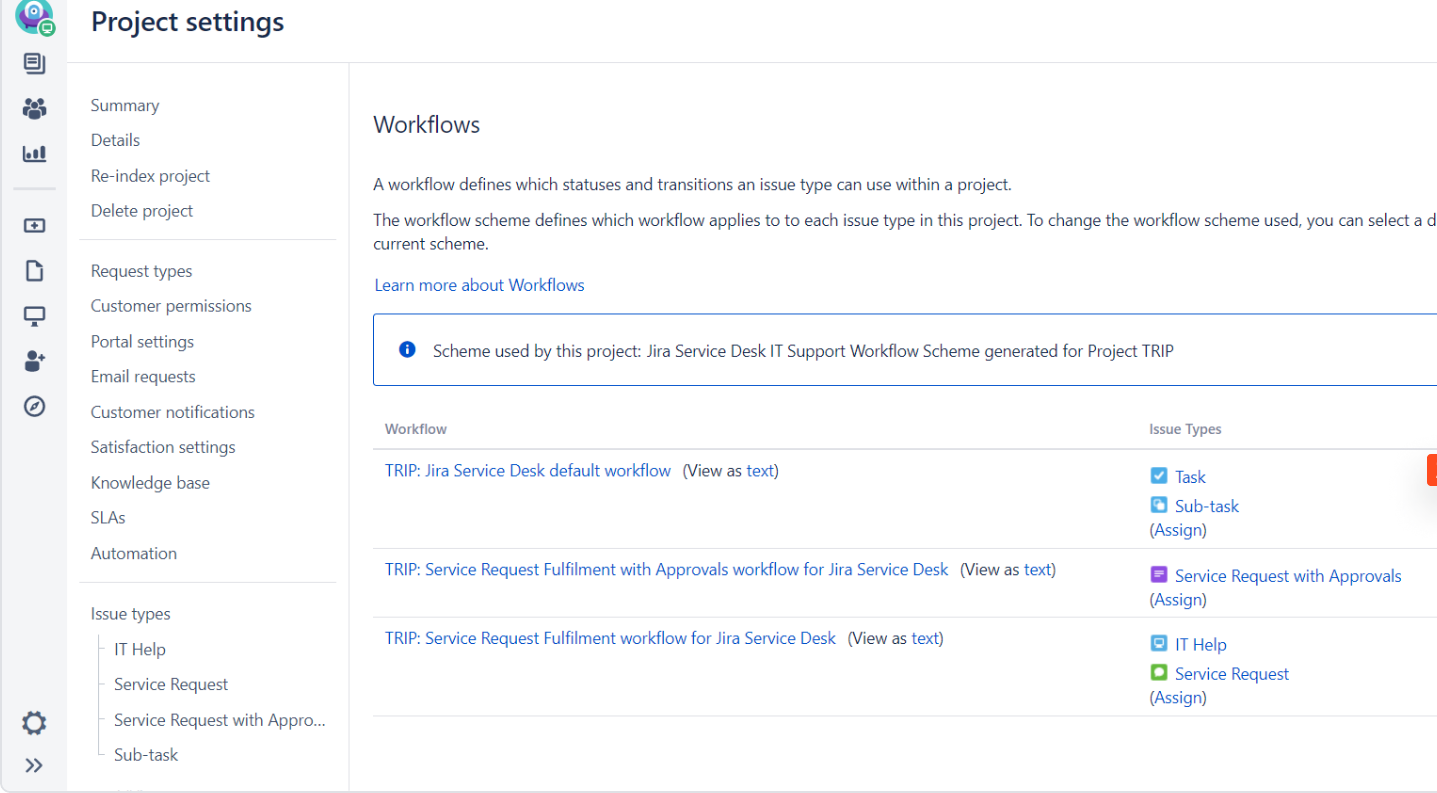 Project settings
Summary
Details
Re-index project
Delete project
Request types
Customer permissions
Portal settings
Email requests
Customer notifications
Satisfaction settings
Knowledge base
SLAs
Automation
Issue types
IT Help
Service Request
Service Request with Appro...
Sub-task
Workflows
A workflow defines which statuses and transitions an issue type can use within a project.
The workflow scheme defines which workflow applies to to each issue type in this project. To change the workflow scheme used, you can select a d
current scheme.
Learn more about Workflows
Scheme used by this project: Jira Service Desk IT Support Workflow Scheme generated for Project TRIP
Workflow Issue Types
TRIP: Jira Service Desk default workflow (View as text)
Task
Sub-task
(Assign)
TRIP: Service Request Fulfilment with Approvals workflow for Jira Service Desk (View as text)
Service Request with Approvals
(Assign)
TRIP: Service Request Fulfilment workflow for Jira Service Desk (View as text)
IT Help
Service Request
(Assign)